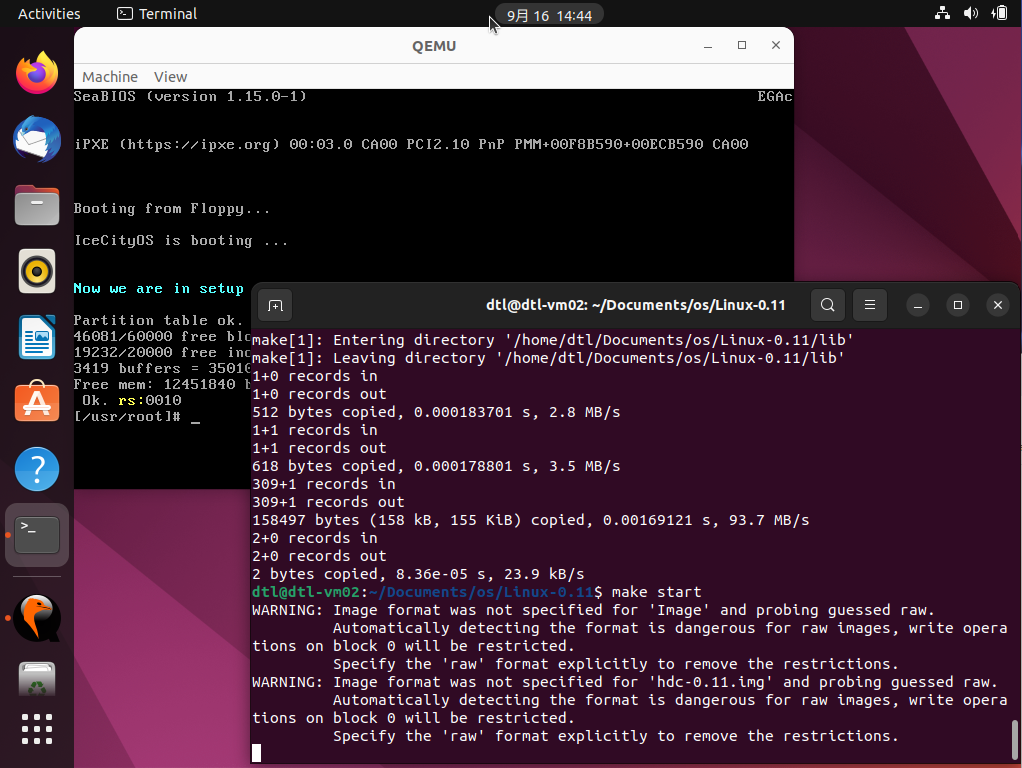 Activities
Terminal
9月 16 14:44
QEMU
Machine View
SeaBIOS (version 1.15.0-1)
EGAc
iPXE (https://ipxe.org) 00:03.0 CA00 PCI2.10 PnP PMM+00F8B590+00ECB590 CA00
Booting from Floppy...
IceCityOS is booting ...
Now we are in setup
Partition table ok.
46081/60000 free blo
19232/20000 free ino
3419 buffers = 35010
Free mem: 12451840 b
Ok. rs:0010
[/usr/root]# _
dtl@dtl-vm02: ~/Documents/os/Linux-0.11
make[1]: Entering directory '/home/dtl/Documents/os/Linux-0.11/lib'
make[1]: Leaving directory '/home/dtl/Documents/os/Linux-0.11/lib'
1+0 records in
1+0 records out
512 bytes copied, 0.000183701 s, 2.8 MB/s
1+1 records in
1+1 records out
618 bytes copied, 0.000178801 s, 3.5 MB/s
309+1 records in
309+1 records out
158497 bytes (158 kB, 155 KiB) copied, 0.00169121 s, 93.7 MB/s
2+0 records in
2+0 records out
2 bytes copied, 8.36e-05 s, 23.9 kB/s
dtl@dtl-vm02:~/Documents/os/Linux-0.11$ make start
WARNING: Image format was not specified for 'Image' and probing guessed raw.
Automatically detecting the format is dangerous for raw images, write opera
tions on block 0 will be restricted.
Specify the 'raw' format explicitly to remove the restrictions.
WARNING: Image format was not specified for 'hdc-0.11.img' and probing guessed raw.
Automatically detecting the format is dangerous for raw images, write opera
tions on block 0 will be restricted.
Specify the 'raw' format explicitly to remove the restrictions.